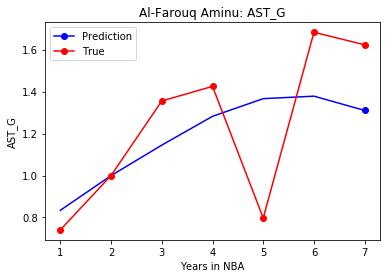 Al-Farouq Aminu: AST_G
Prediction
True
1.6
1.4
1.2
1.0
0.8
AST_G
1 2 3 4 5 6 7
Years in NBA